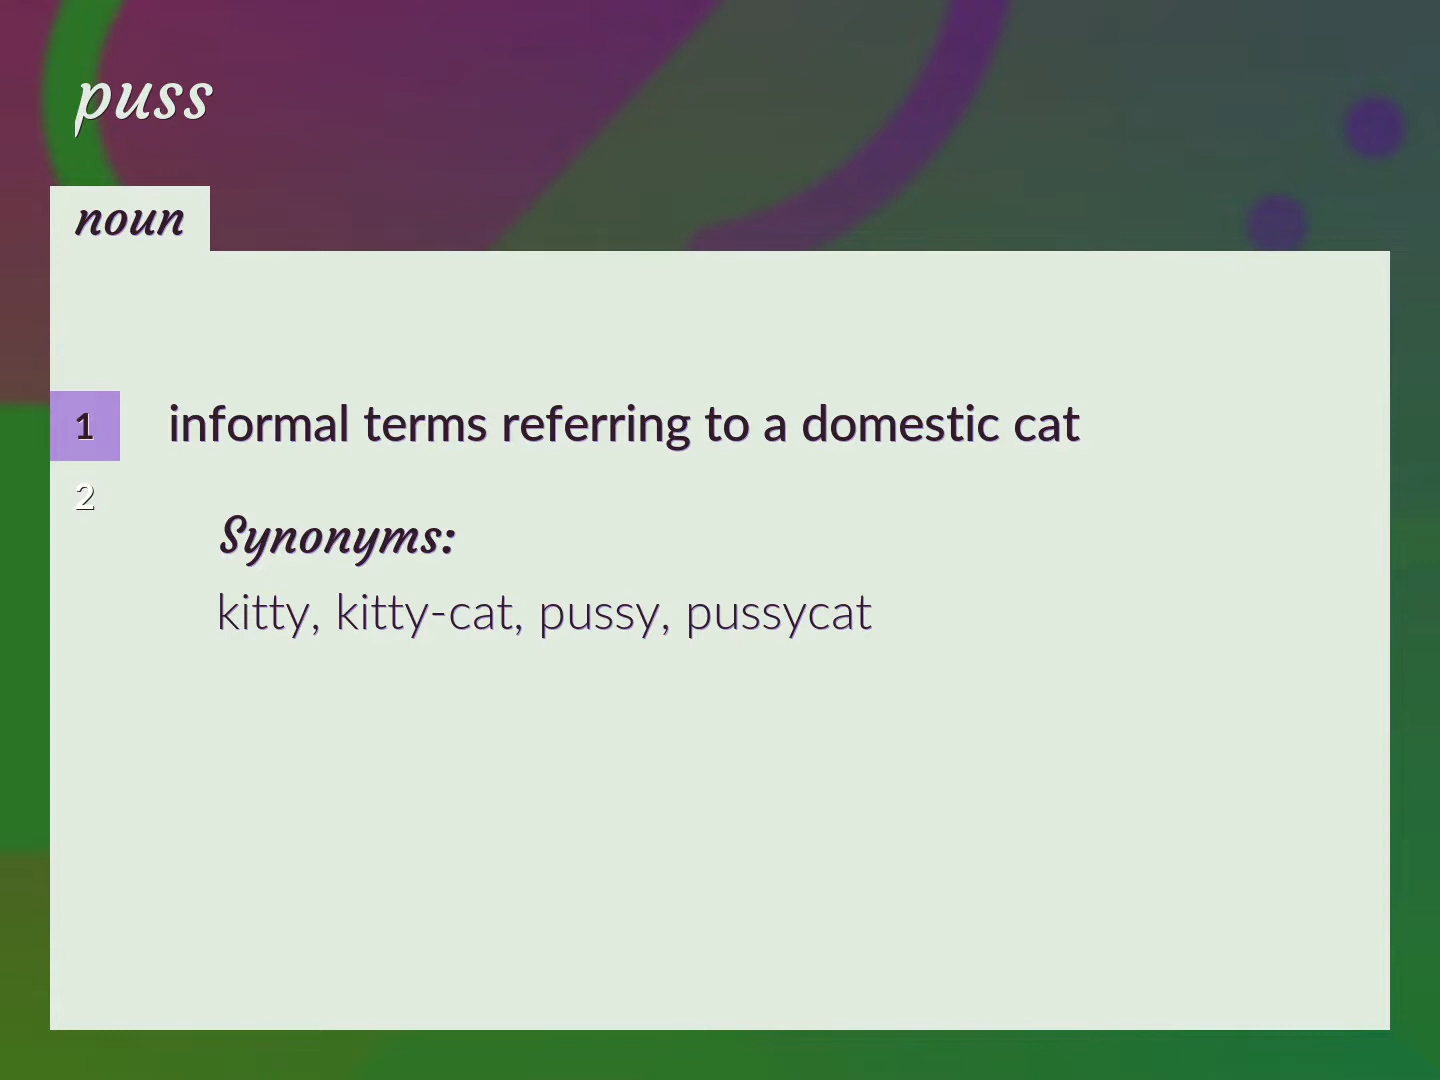 puss
noun
1 informal terms referring to a domestic cat
2
Synonyms:
kitty, kitty-cat, pussy, pussycat